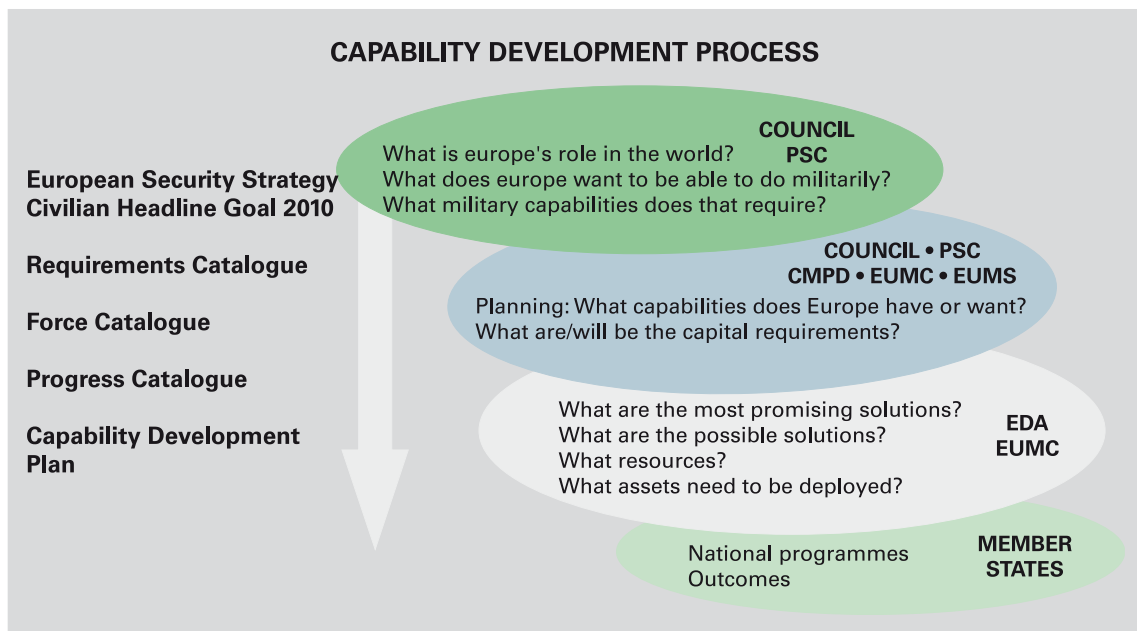 CAPABILITY DEVELOPMENT PROCESS
European Security Strategy
Civilian Headline Goal 2010
Requirements Catalogue
Force Catalogue
Progress Catalogue
Capability Development
Plan
COUNCIL
PSC
What is europe's role in the world?
What does europe want to be able to do militarily?
What military capabilities does that require?
COUNCIL • PSC
CMPD • EUMC • EUMS
Planning: What capabilities does Europe have or want?
What are/will be the capital requirements?
What are the most promising solutions?
What are the possible solutions?
What resources?
What assets need to be deployed?
EDA
EUMC
National programmes
Outcomes
MEMBER
STATES